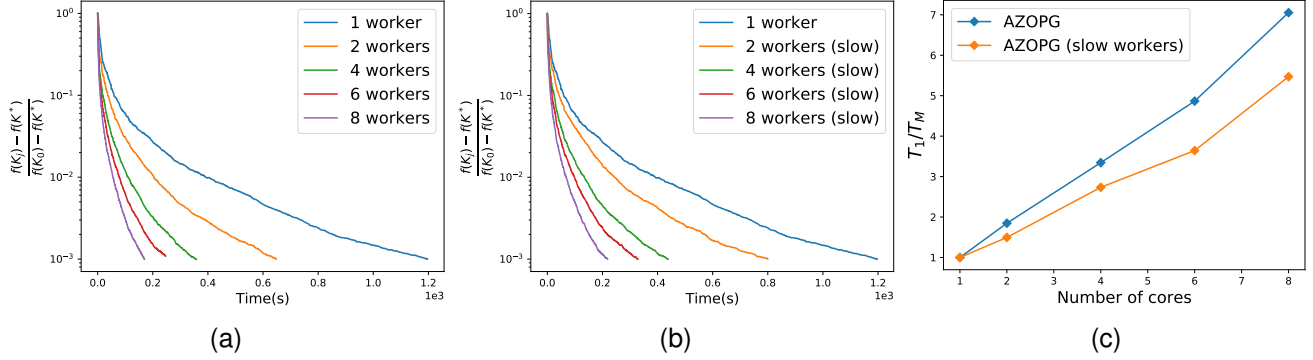 10⁰
10⁻¹
10⁻²
10⁻³
f(Kⱼ) − f(K*)
f(K₀) − f(K*)
1 worker
2 workers
4 workers
6 workers
8 workers
0.0 0.2 0.4 0.6 0.8 1.0 1.2
1e3
Time(s)
(a)
10⁰
10⁻¹
10⁻²
10⁻³
f(Kⱼ) − f(K*)
f(K₀) − f(K*)
1 worker
2 workers (slow)
4 workers (slow)
6 workers (slow)
8 workers (slow)
0.0 0.2 0.4 0.6 0.8 1.0 1.2
1e3
Time(s)
(b)
AZOPG
AZOPG (slow workers)
7
6
5
4
3
2
1
T₁/T_M
1 2 3 4 5 6 7 8
Number of cores
(c)